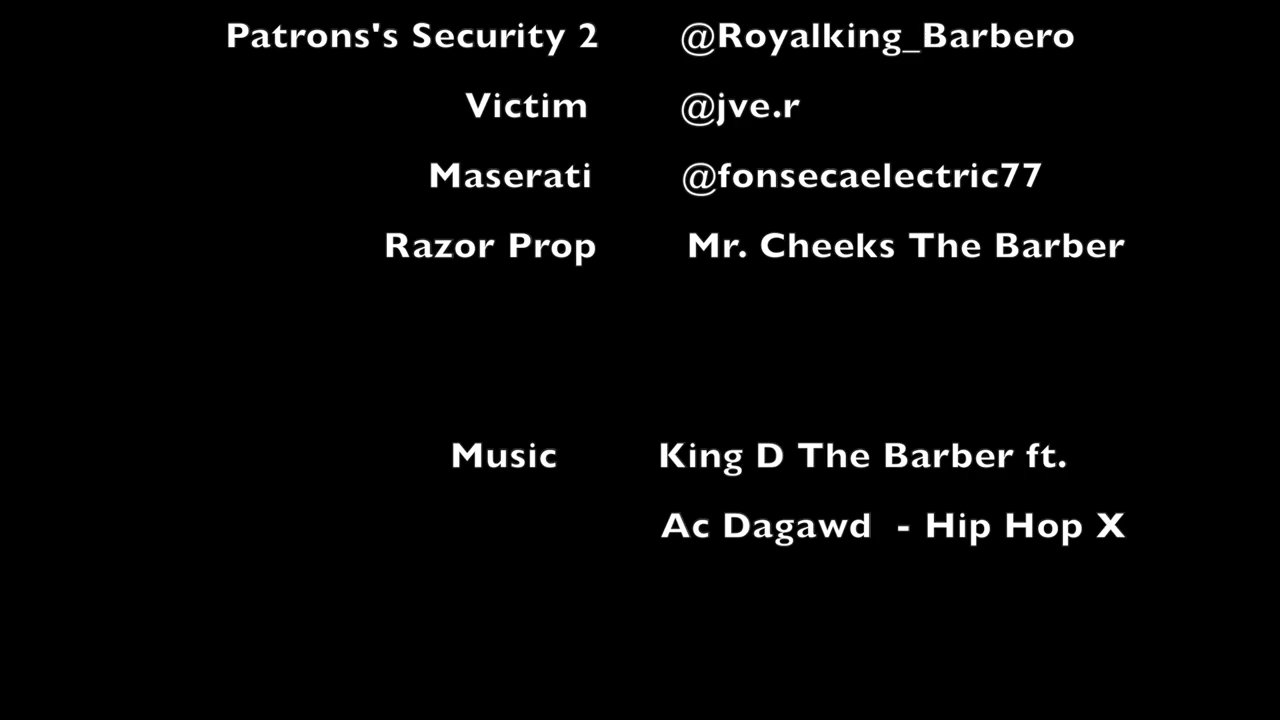 Patrons's Security 2 @Royalking_Barbero
Victim @jve.r
Maserati @fonsecaelectric77
Razor Prop Mr. Cheeks The Barber
Music King D The Barber ft.
Ac Dagawd - Hip Hop X